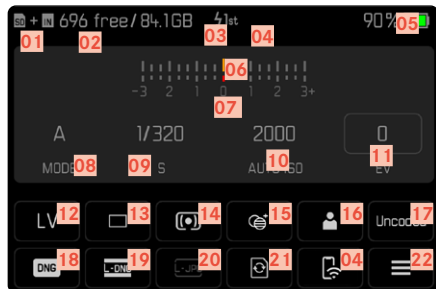 SD + IN 696 free/84.1GB 1st 90%
01 02 03 04 05
06
-3 2 1 0 1 2 3+
07
A 1/320 2000 0
MODE 08 09 S AUTO ISO 10 11 EV
LV 12 13 14 15 16 Uncoded 17
DNG 18 L-DNG 19 L-JPG 20 21 04 22